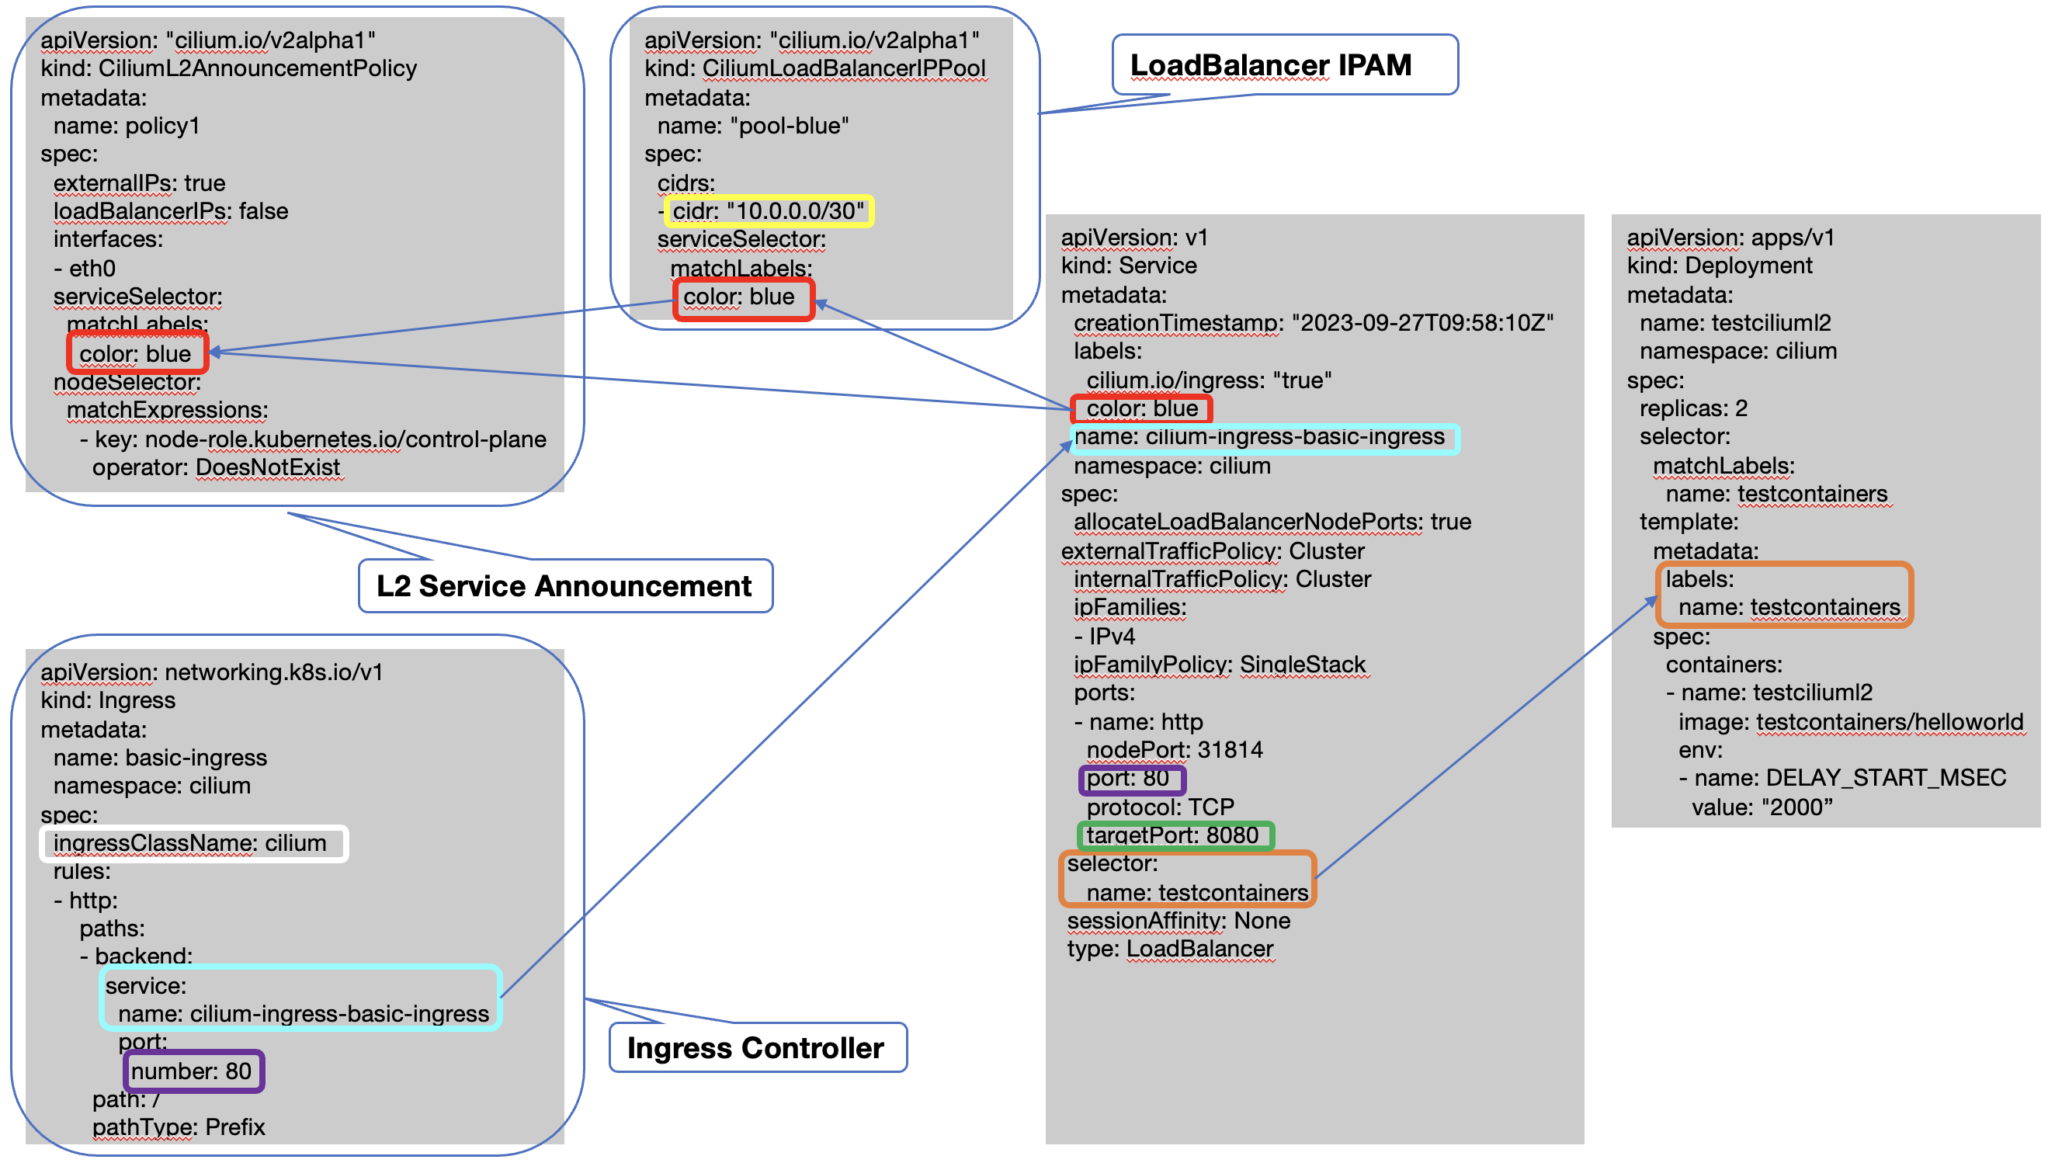 apiVersion: "cilium.io/v2alpha1"
kind: CiliumL2AnnouncementPolicy
metadata:
  name: policy1
spec:
  externalIPs: true
  loadBalancerIPs: false
  interfaces:
  - eth0
  serviceSelector:
    matchLabels:
      color: blue
  nodeSelector:
    matchExpressions:
      - key: node-role.kubernetes.io/control-plane
        operator: DoesNotExist
L2 Service Announcement
apiVersion: "cilium.io/v2alpha1"
kind: CiliumLoadBalancerIPPool
metadata:
  name: "pool-blue"
spec:
  cidrs:
  - cidr: "10.0.0.0/30"
  serviceSelector:
    matchLabels:
      color: blue
LoadBalancer IPAM
apiVersion: networking.k8s.io/v1
kind: Ingress
metadata:
  name: basic-ingress
  namespace: cilium
spec:
  ingressClassName: cilium
  rules:
  - http:
      paths:
      - backend:
          service:
            name: cilium-ingress-basic-ingress
            port:
              number: 80
        path: /
        pathType: Prefix
Ingress Controller
apiVersion: v1
kind: Service
metadata:
  creationTimestamp: "2023-09-27T09:58:10Z"
  labels:
    cilium.io/ingress: "true"
    color: blue
  name: cilium-ingress-basic-ingress
  namespace: cilium
spec:
  allocateLoadBalancerNodePorts: true
externalTrafficPolicy: Cluster
  internalTrafficPolicy: Cluster
  ipFamilies:
  - IPv4
  ipFamilyPolicy: SingleStack
  ports:
  - name: http
    nodePort: 31814
    port: 80
    protocol: TCP
    targetPort: 8080
 selector:
    name: testcontainers
 sessionAffinity: None
 type: LoadBalancer
apiVersion: apps/v1
kind: Deployment
metadata:
  name: testciliuml2
  namespace: cilium
spec:
  replicas: 2
  selector:
    matchLabels:
      name: testcontainers
  template:
    metadata:
      labels:
        name: testcontainers
    spec:
      containers:
      - name: testciliuml2
        image: testcontainers/helloworld
        env:
        - name: DELAY_START_MSEC
          value: "2000”